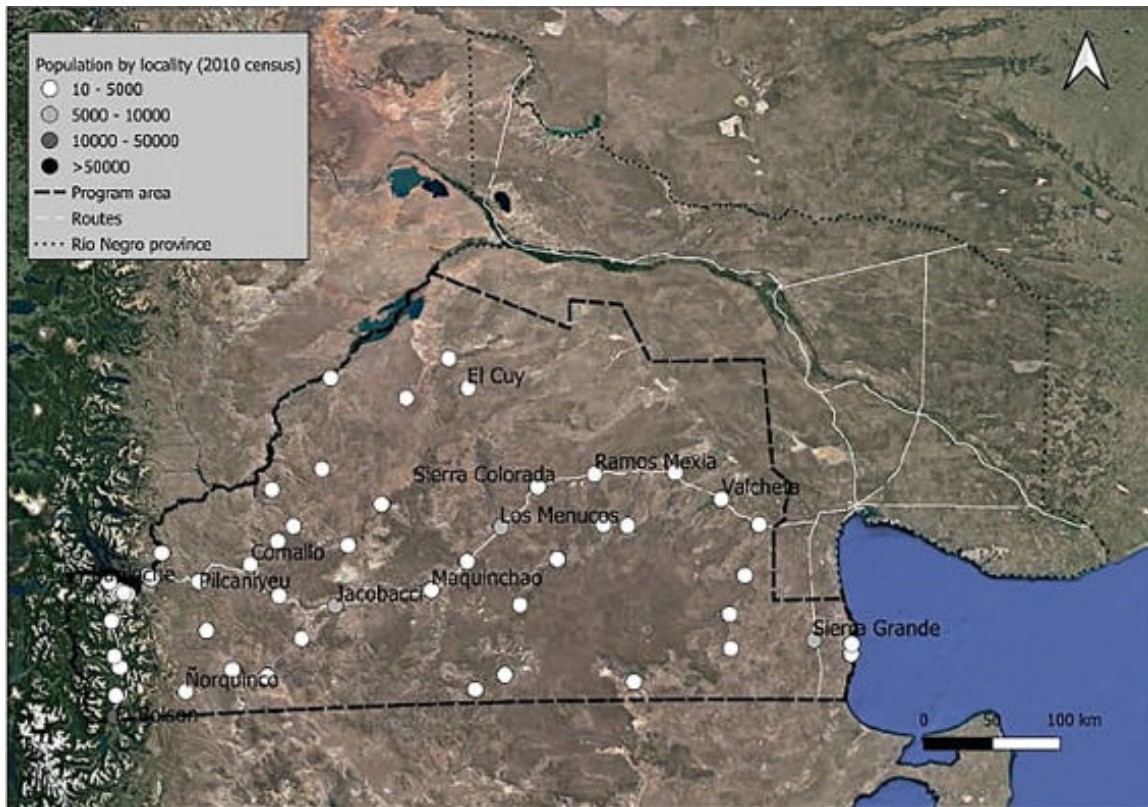 Population by locality (2010 census)
10 - 5000
5000 - 10000
10000 - 50000
>50000
Program area
Routes
Río Negro province
El Cuy
Ramos Mexia
Sierra Colorada
Valcheta
Los Menucos
Comallo
Pilcaniyeu
Maquinchao
Jacobacci
Sierra Grande
Ñorquinco
0 50 100 km